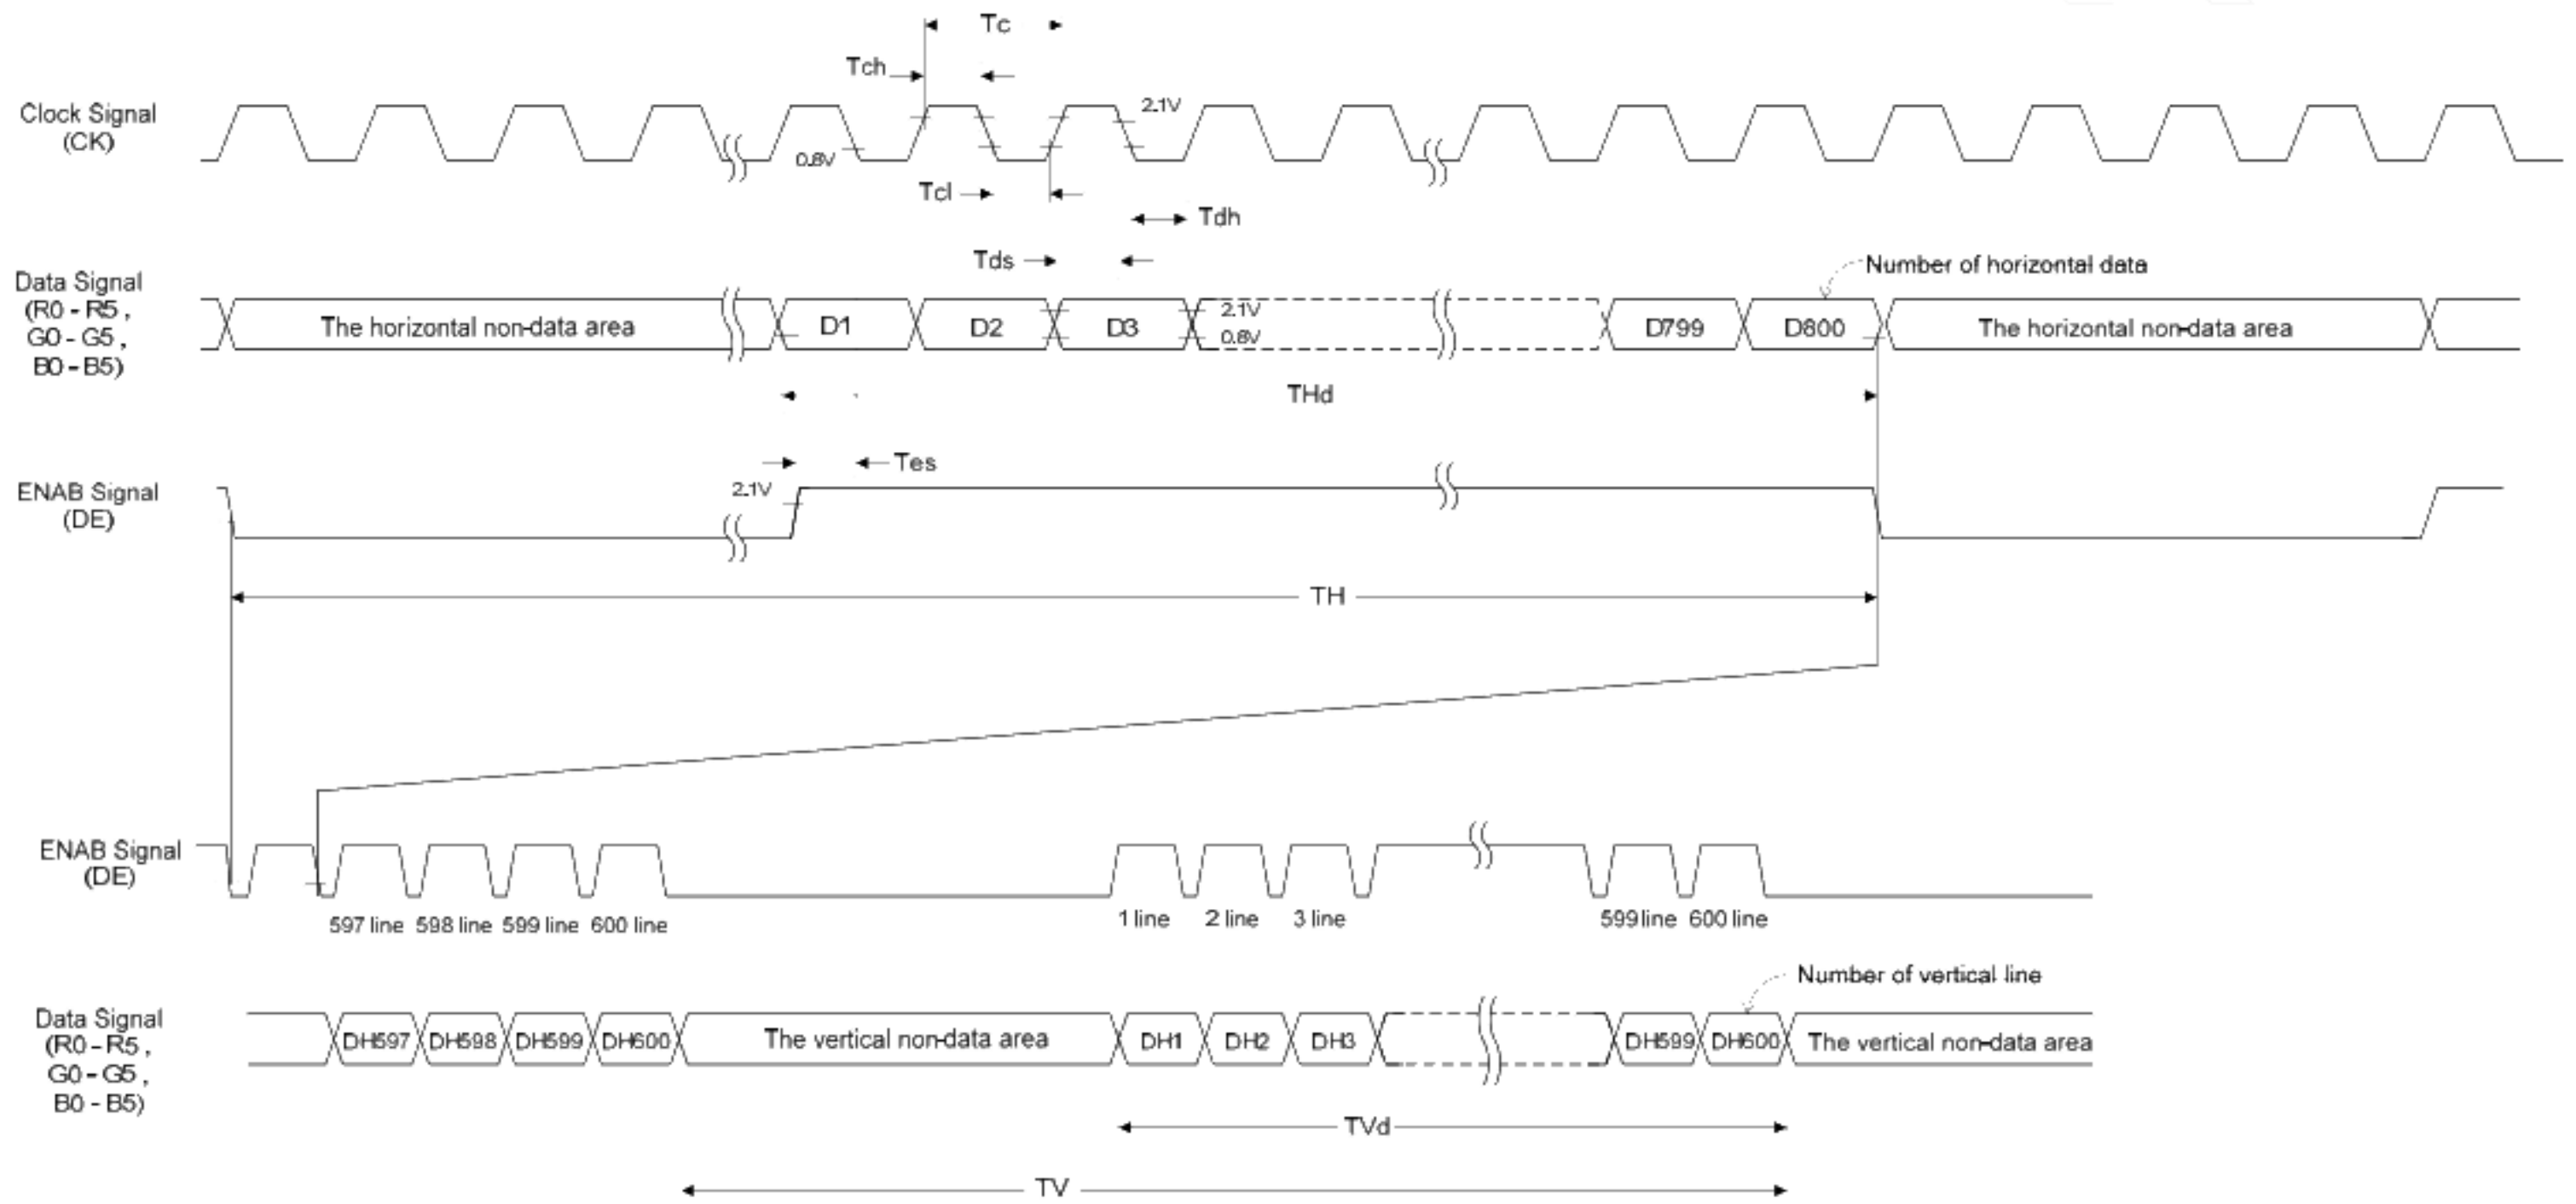 Tc
Tch
Clock Signal
(CK)
2.1V
0.8V
Tcl
Tdh
Tds
Number of horizontal data
Data Signal
(R0 - R5 ,
G0 - G5 ,
B0 - B5)
The horizontal non-data area
D1
D2
D3
2.1V
0.8V
D799
D800
The horizontal non-data area
THd
Tes
ENAB Signal
(DE)
2.1V
TH
ENAB Signal
(DE)
597 line
598 line
599 line
600 line
1 line
2 line
3 line
599 line
600 line
Number of vertical line
Data Signal
(R0 - R5 ,
G0 - G5 ,
B0 - B5)
DH597
DH598
DH599
DH600
The vertical non-data area
DH1
DH2
DH3
DH599
DH600
The vertical non-data area
TVd
TV